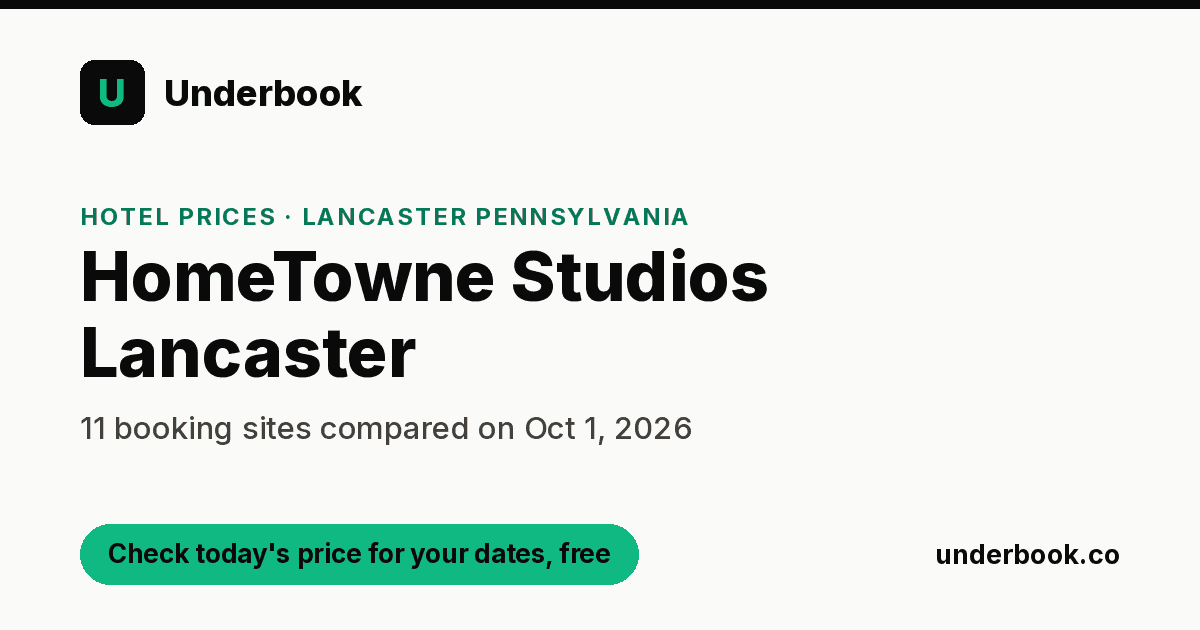 U Underbook
HOTEL PRICES · LANCASTER PENNSYLVANIA
HomeTowne Studios
Lancaster
11 booking sites compared on Oct 1, 2026
Check today's price for your dates, free
underbook.co